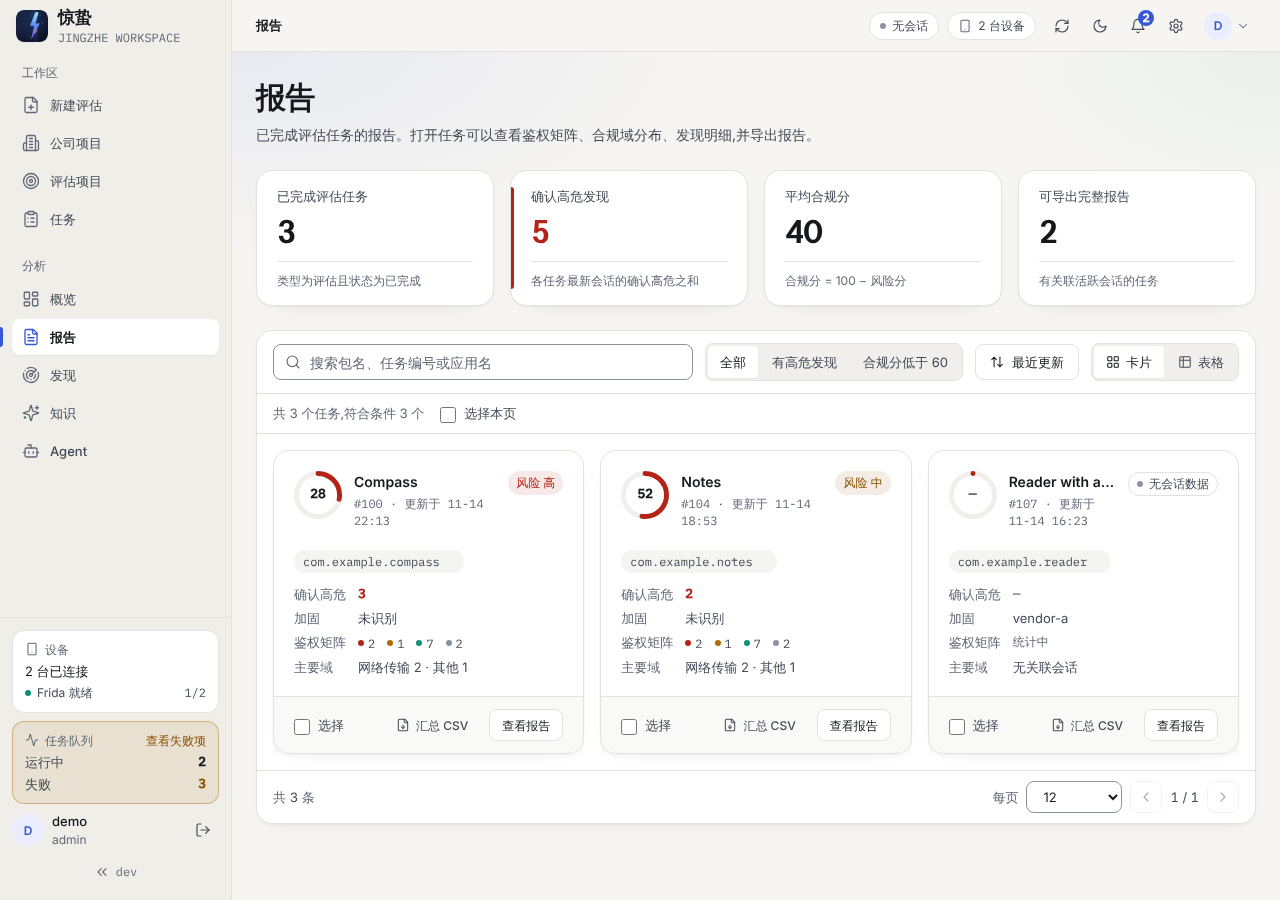 惊蛰
JINGZHE WORKSPACE
工作区
新建评估
公司项目
评估项目
任务
分析
概览
报告
发现
知识
Agent
设备
2 台已连接
Frida 就绪 1/2
任务队列 查看失败项
运行中 2
失败 3
D demo
admin
dev
报告
无会话
2 台设备
2
D
报告
已完成评估任务的报告。打开任务可以查看鉴权矩阵、合规域分布、发现明细,并导出报告。
已完成评估任务
3
类型为评估且状态为已完成
确认高危发现
5
各任务最新会话的确认高危之和
平均合规分
40
合规分 = 100 − 风险分
可导出完整报告
2
有关联活跃会话的任务
搜索包名、任务编号或应用名
全部 有高危发现 合规分低于 60
最近更新
卡片 表格
共 3 个任务,符合条件 3 个 选择本页
28
Compass
风险 高
#100 · 更新于 11-14
22:13
com.example.compass
确认高危 3
加固 未识别
鉴权矩阵 2 1 7 2
主要域 网络传输 2 · 其他 1
选择 汇总 CSV 查看报告
52
Notes
风险 中
#104 · 更新于 11-14
18:53
com.example.notes
确认高危 2
加固 未识别
鉴权矩阵 2 1 7 2
主要域 网络传输 2 · 其他 1
选择 汇总 CSV 查看报告
–
Reader with a…
无会话数据
#107 · 更新于
11-14 16:23
com.example.reader
确认高危 –
加固 vendor-a
鉴权矩阵 统计中
主要域 无关联会话
选择 汇总 CSV 查看报告
共 3 条
每页 12 1 / 1